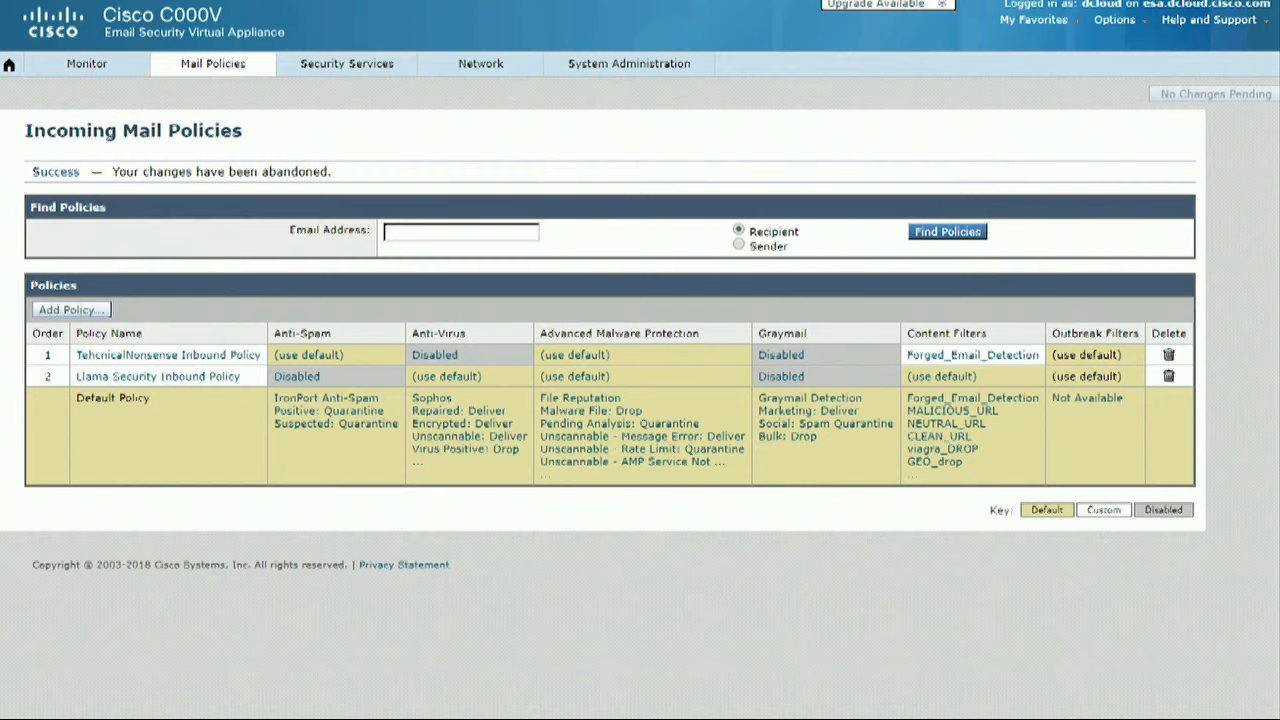 Upgrade Available
Logged in as: dcloud on esa.dcloud.cisco.com
CISCO
Cisco C000V
Email Security Virtual Appliance
My Favorites Options Help and Support
Monitor Mail Policies Security Services Network System Administration
No Changes Pending
Incoming Mail Policies
Success — Your changes have been abandoned.
Find Policies
Email Address:
Recipient
Sender
Find Policies
Policies
Add Policy...
Order Policy Name Anti-Spam Anti-Virus Advanced Malware Protection Graymail Content Filters Outbreak Filters Delete
1 TehcnicalNonsense Inbound Policy (use default) Disabled (use default) Disabled Forged_Email_Detection (use default)
2 Llama Security Inbound Policy Disabled (use default) (use default) Disabled (use default) (use default)
Default Policy IronPort Anti-Spam Sophos File Reputation Graymail Detection Forged_Email_Detection Not Available
Positive: Quarantine Repaired: Deliver Malware File: Drop Marketing: Deliver MALICIOUS_URL
Suspected: Quarantine Encrypted: Deliver Pending Analysis: Quarantine Social: Spam Quarantine NEUTRAL_URL
Unscannable: Deliver Unscannable - Message Error: Deliver Bulk: Drop CLEAN_URL
Virus Positive: Drop Unscannable - Rate Limit: Quarantine viagra_DROP
... Unscannable - AMP Service Not ... GEO_drop
... ...
Key: Default Custom Disabled
Copyright © 2003-2018 Cisco Systems, Inc. All rights reserved. | Privacy Statement